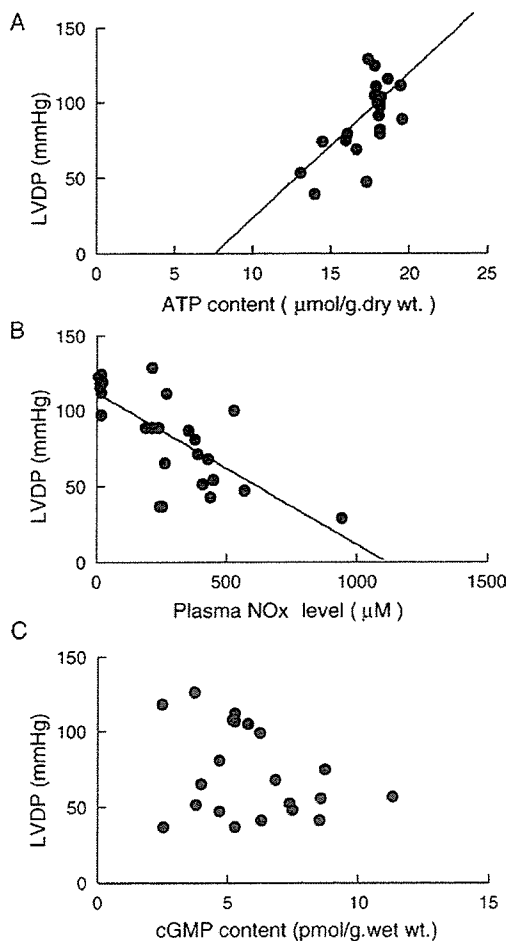 A
150
100
50
0
LVDP (mmHg)
0 5 10 15 20 25
ATP content ( μmol/g.dry wt. )
B
150
100
50
0
LVDP (mmHg)
0 500 1000 1500
Plasma NOx level ( μM )
C
150
100
50
0
LVDP (mmHg)
0 5 10 15
cGMP content (pmol/g.wet wt.)